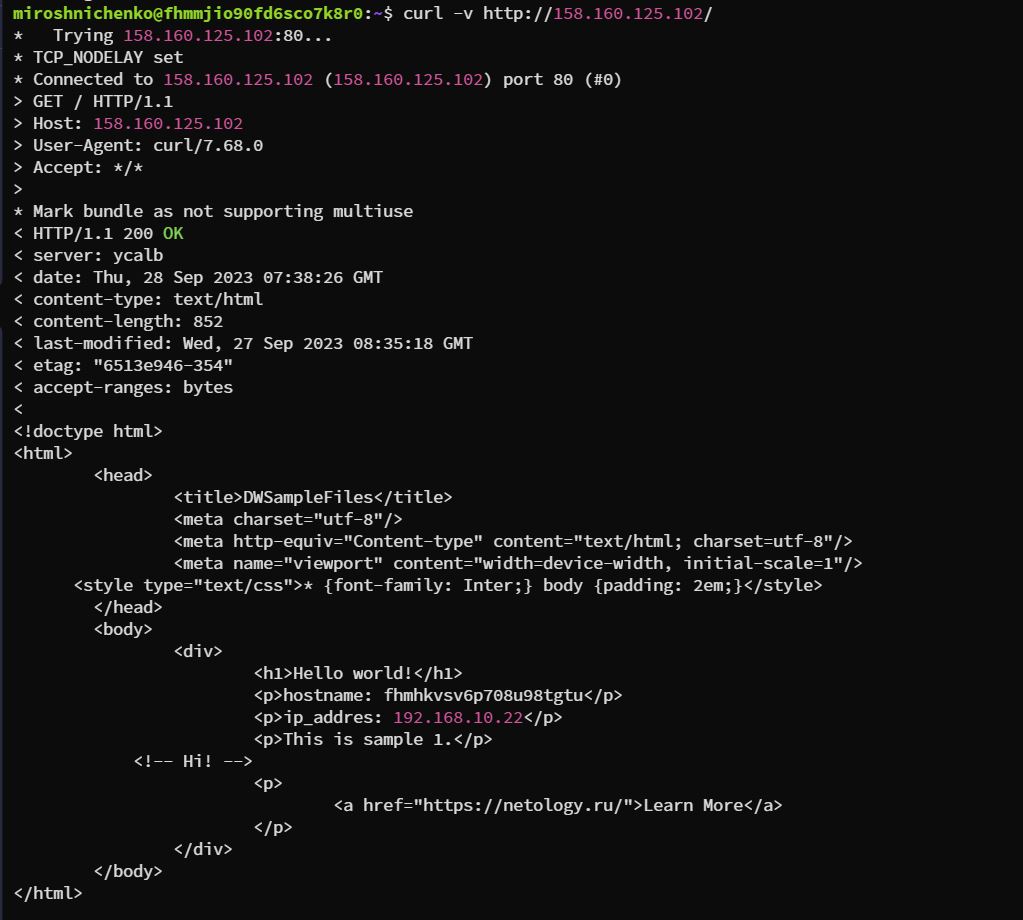 miroshnichenko@fhmmjio90fd6sco7k8r0:~$ curl -v http://158.160.125.102/
*   Trying 158.160.125.102:80...
* TCP_NODELAY set
* Connected to 158.160.125.102 (158.160.125.102) port 80 (#0)
> GET / HTTP/1.1
> Host: 158.160.125.102
> User-Agent: curl/7.68.0
> Accept: */*
>
* Mark bundle as not supporting multiuse
< HTTP/1.1 200 OK
< server: ycalb
< date: Thu, 28 Sep 2023 07:38:26 GMT
< content-type: text/html
< content-length: 852
< last-modified: Wed, 27 Sep 2023 08:35:18 GMT
< etag: "6513e946-354"
< accept-ranges: bytes
<
<!doctype html>
<html>
        <head>
                <title>DWSampleFiles</title>
                <meta charset="utf-8"/>
                <meta http-equiv="Content-type" content="text/html; charset=utf-8"/>
                <meta name="viewport" content="width=device-width, initial-scale=1"/>
      <style type="text/css">* {font-family: Inter;} body {padding: 2em;}</style>
        </head>
        <body>
                <div>
                        <h1>Hello world!</h1>
                        <p>hostname: fhmhkvsv6p708u98tgtu</p>
                        <p>ip_addres: 192.168.10.22</p>
                        <p>This is sample 1.</p>
            <!-- Hi! -->
                        <p>
                                <a href="https://netology.ru/">Learn More</a>
                        </p>
                </div>
        </body>
</html>